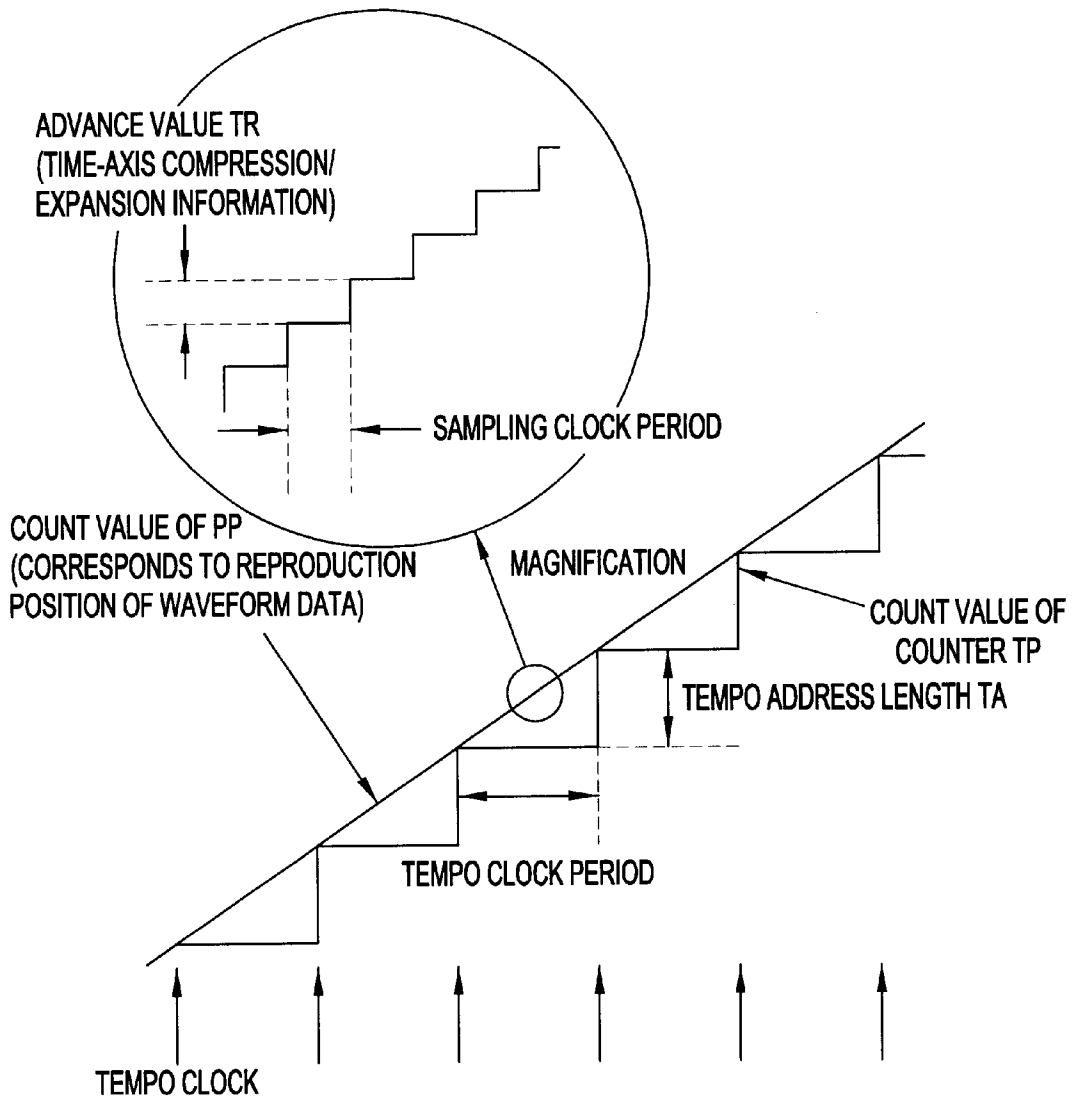 ADVANCE VALUE TR
(TIME-AXIS COMPRESSION/
EXPANSION INFORMATION)
SAMPLING CLOCK PERIOD
COUNT VALUE OF PP
(CORRESPONDS TO REPRODUCTION
POSITION OF WAVEFORM DATA)
MAGNIFICATION
COUNT VALUE OF
COUNTER TP
TEMPO ADDRESS LENGTH TA
TEMPO CLOCK PERIOD
TEMPO CLOCK